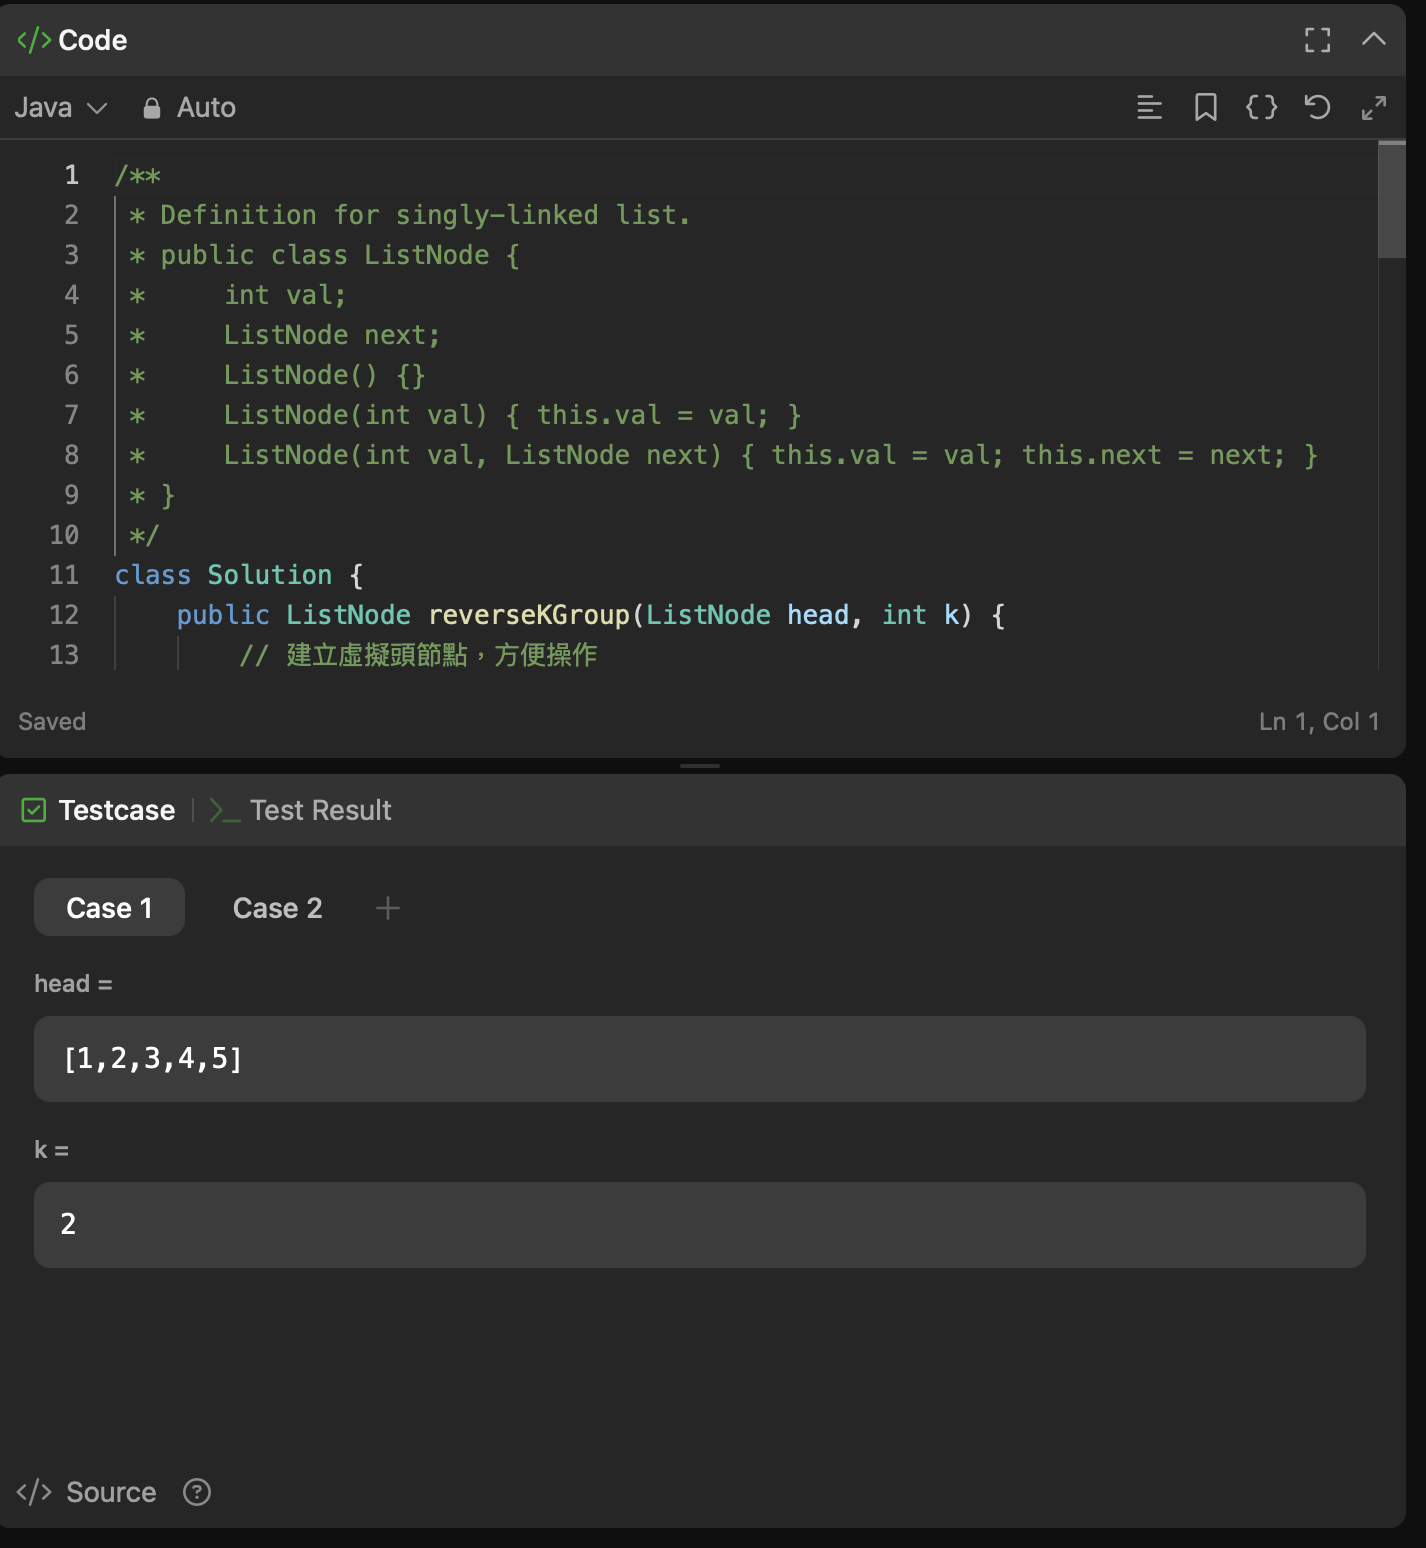 </> Code
Java Auto
1 /**
2 * Definition for singly-linked list.
3 * public class ListNode {
4 *     int val;
5 *     ListNode next;
6 *     ListNode() {}
7 *     ListNode(int val) { this.val = val; }
8 *     ListNode(int val, ListNode next) { this.val = val; this.next = next; }
9 * }
10 */
11 class Solution {
12     public ListNode reverseKGroup(ListNode head, int k) {
13         // 建立虛擬頭節點，方便操作
Saved Ln 1, Col 1
Testcase | >_ Test Result
Case 1 Case 2 +
head =
[1,2,3,4,5]
k =
2
</> Source ?